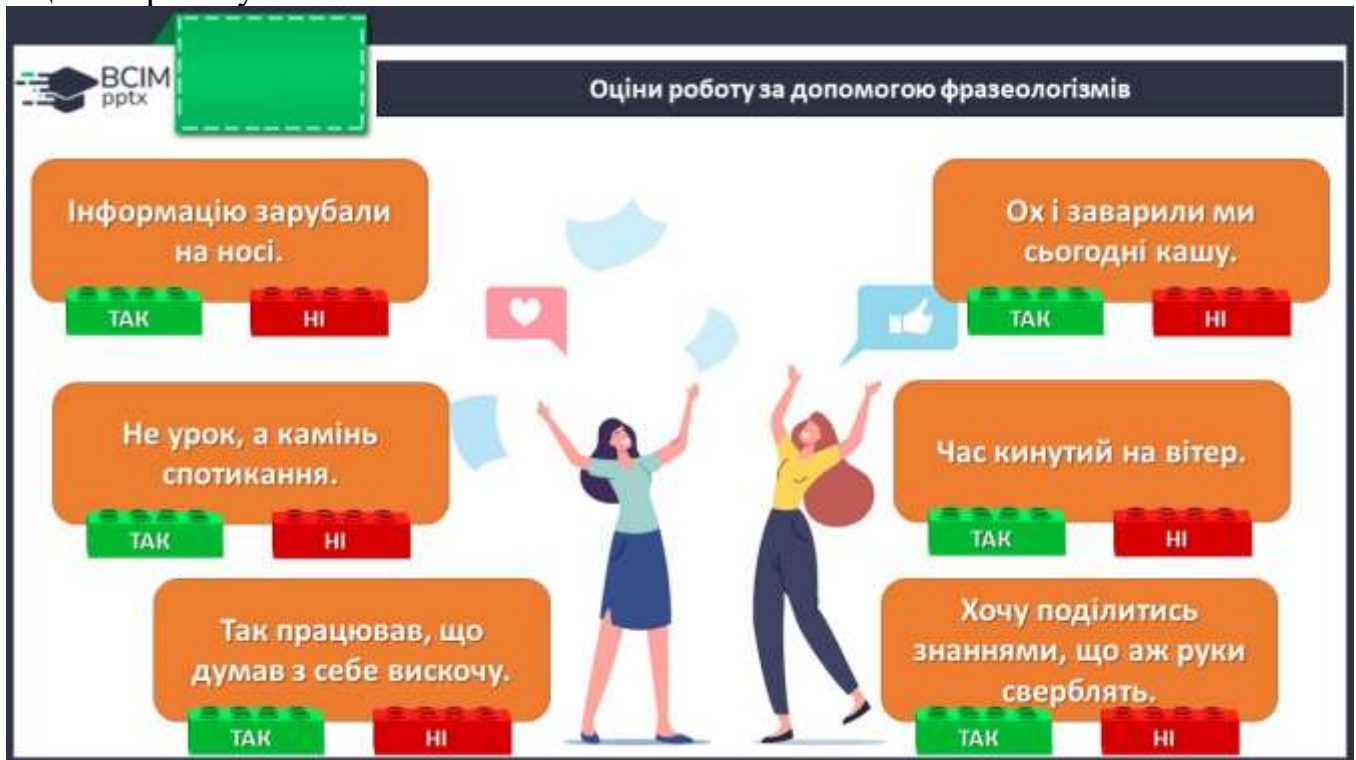 ВСІМ
pptx
Оціни роботу за допомогою фразеологізмів
Інформацію зарубали
на носі.
ТАК
НІ
Ох і заварили ми
сьогодні кашу.
ТАК
НІ
Не урок, а камінь
спотикання.
ТАК
НІ
Час кинутий на вітер.
ТАК
НІ
Так працював, що
думав з себе вискочу.
ТАК
НІ
Хочу поділитись
знаннями, що аж руки
сверблять.
ТАК
НІ